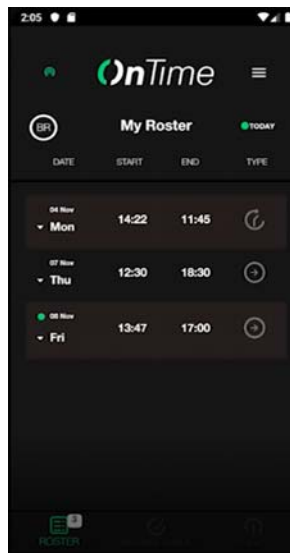 2:05
OnTime
BR My Roster TODAY
DATE START END TYPE
04 Nov
Mon 14:22 11:45
07 Nov
Thu 12:30 18:30
08 Nov
Fri 13:47 17:00
3
ROSTER